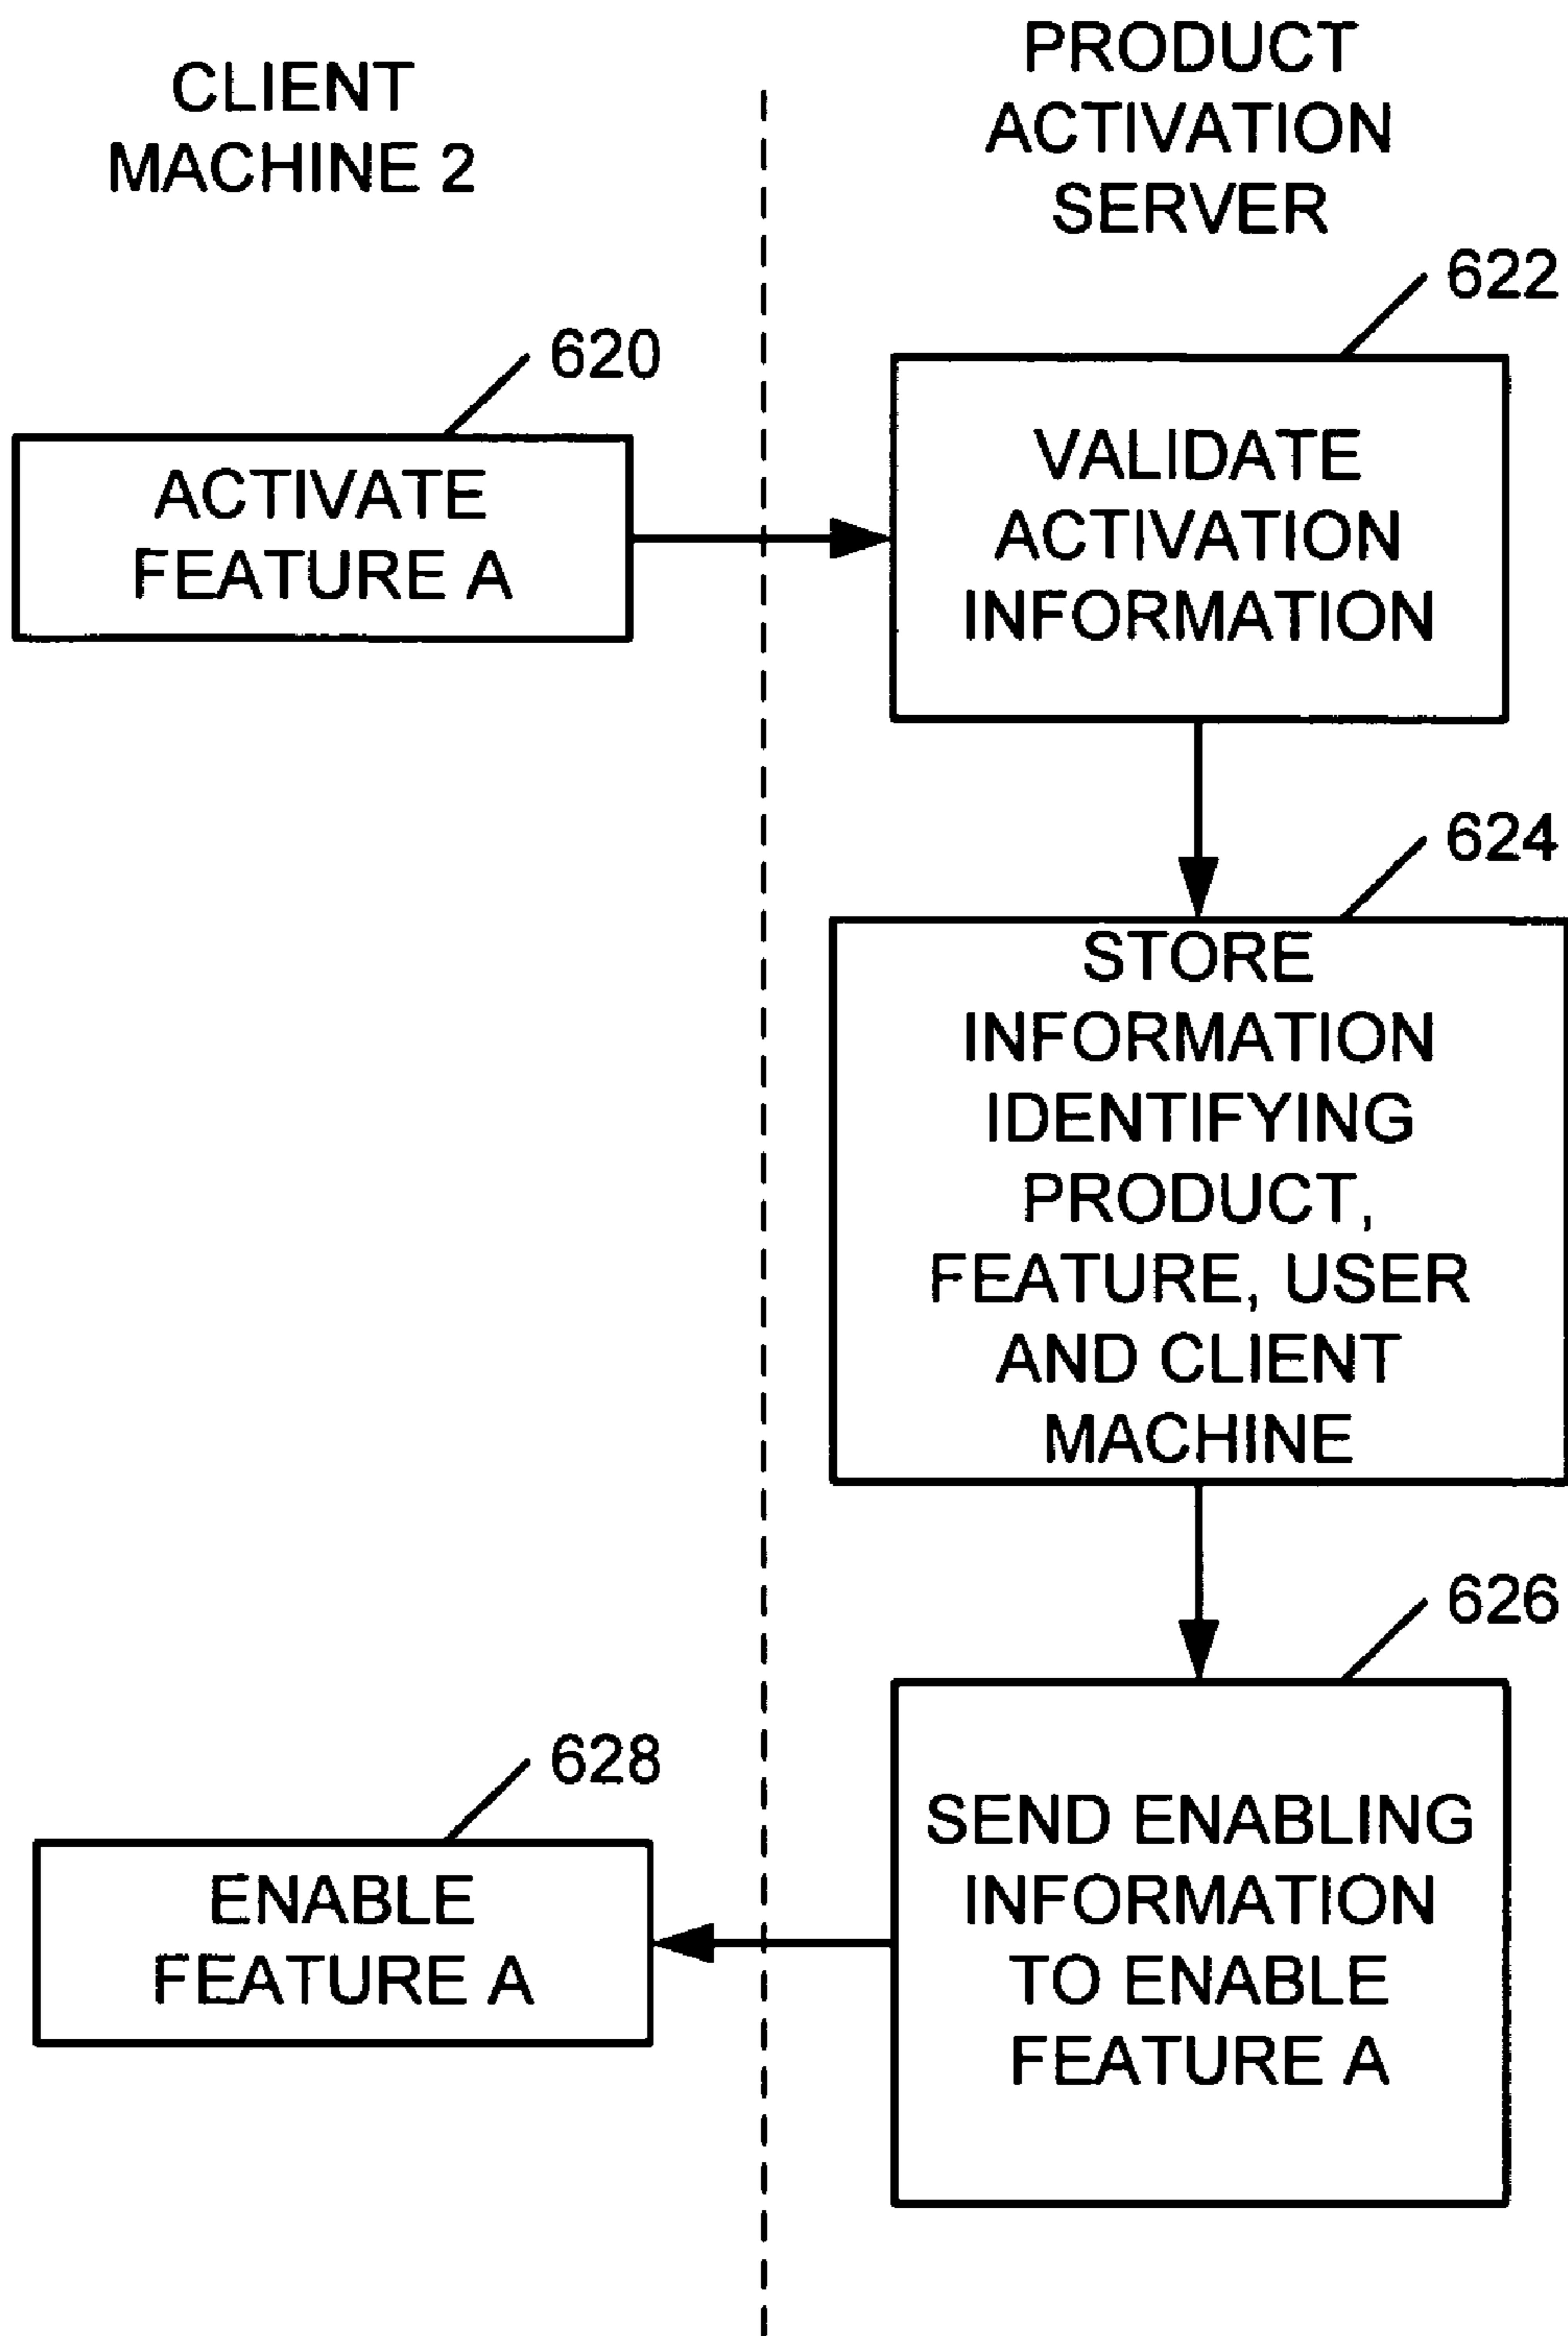 CLIENT
MACHINE 2
PRODUCT
ACTIVATION
SERVER
620
ACTIVATE
FEATURE A
622
VALIDATE
ACTIVATION
INFORMATION
624
STORE
INFORMATION
IDENTIFYING
PRODUCT,
FEATURE, USER
AND CLIENT
MACHINE
626
SEND ENABLING
INFORMATION
TO ENABLE
FEATURE A
628
ENABLE
FEATURE A